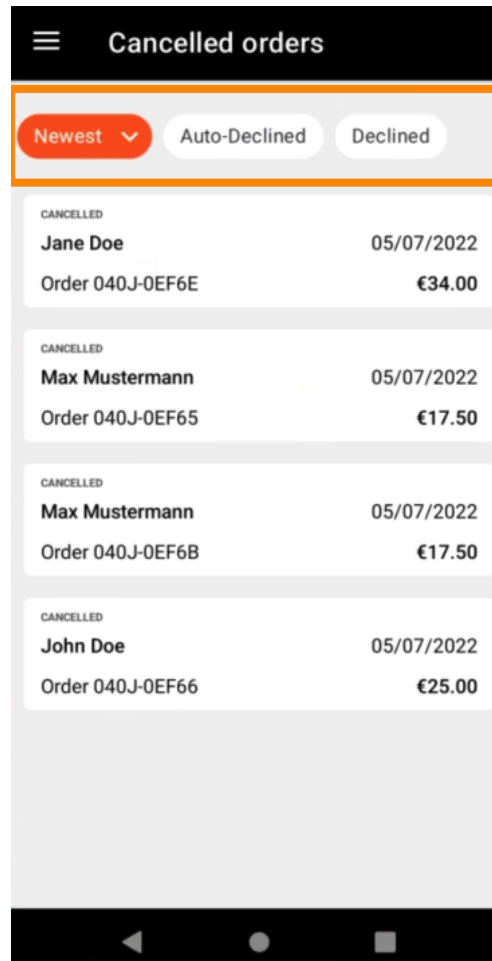 Cancelled orders
Newest Auto-Declined Declined
CANCELLED
Jane Doe 05/07/2022
Order 040J-0EF6E €34.00
CANCELLED
Max Mustermann 05/07/2022
Order 040J-0EF65 €17.50
CANCELLED
Max Mustermann 05/07/2022
Order 040J-0EF6B €17.50
CANCELLED
John Doe 05/07/2022
Order 040J-0EF66 €25.00